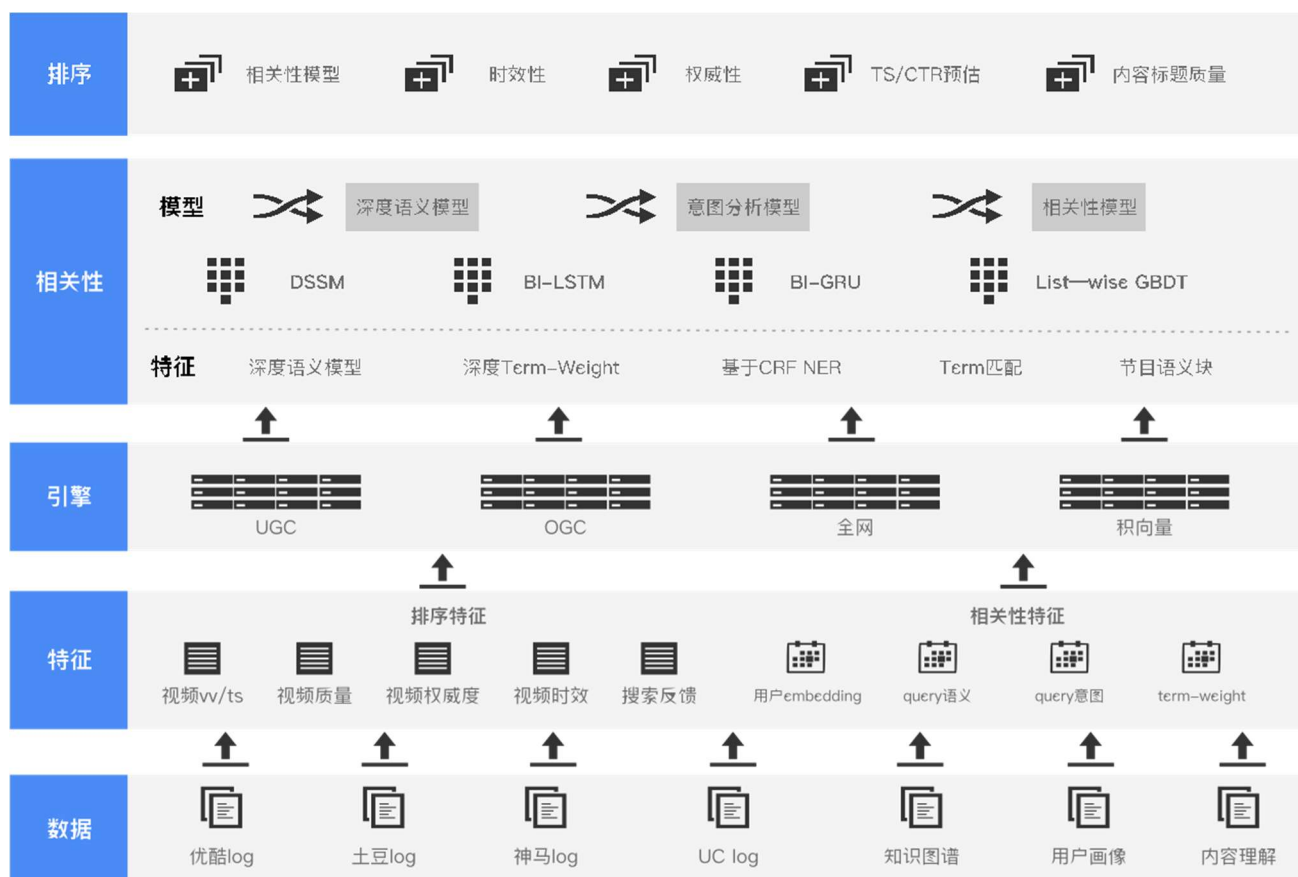 排序
相关性模型 时效性 权威性 TS/CTR预估 内容标题质量
相关性
模型 深度语义模型 意图分析模型 相关性模型
DSSM BI-LSTM BI-GRU List—wise GBDT
特征 深度语义模型 深度Term-Weight 基于CRF NER Term匹配 节目语义块
引擎
UGC OGC 全网 积向量
特征
排序特征 相关性特征
视频vv/ts 视频质量 视频权威度 视频时效 搜索反馈 用户embedding query语义 query意图 term-weight
数据
优酷log 土豆log 神马log UC log 知识图谱 用户画像 内容理解